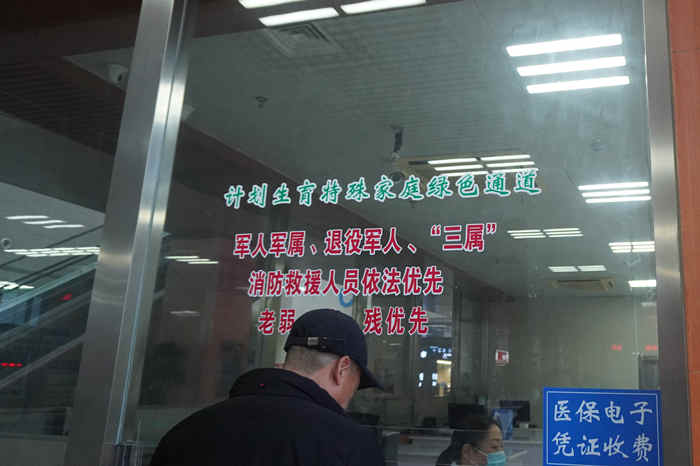 计划生育特殊家庭绿色通道
军人军属、退役军人、“三属”
消防救援人员依法优先
老弱 残优先
医保电子
凭证收费